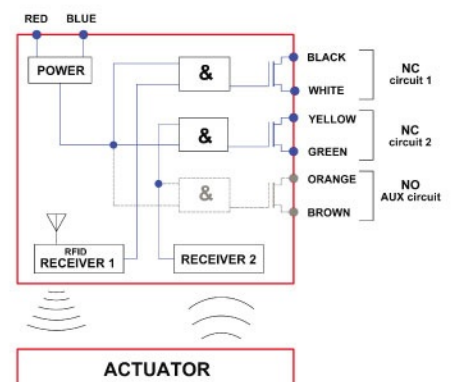 RED BLUE
POWER
&
BLACK
WHITE
NC
circuit 1
&
YELLOW
GREEN
NC
circuit 2
&
ORANGE
BROWN
NO
AUX circuit
RFID
RECEIVER 1
RECEIVER 2
ACTUATOR